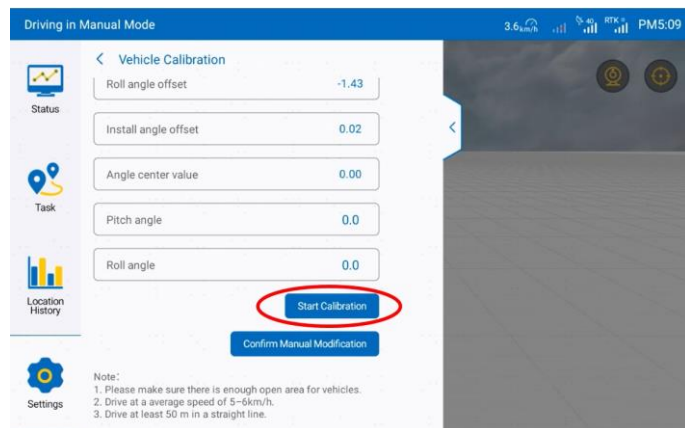 Driving in Manual Mode
3.6km/h
40
RTK
PM5:09
Vehicle Calibration
Status
Roll angle offset -1.43
Install angle offset 0.02
Angle center value 0.00
Task
Pitch angle 0.0
Roll angle 0.0
Location
History
Start Calibration
Confirm Manual Modification
Settings
Note:
1. Please make sure there is enough open area for vehicles.
2. Drive at a average speed of 5-6km/h.
3. Drive at least 50 m in a straight line.